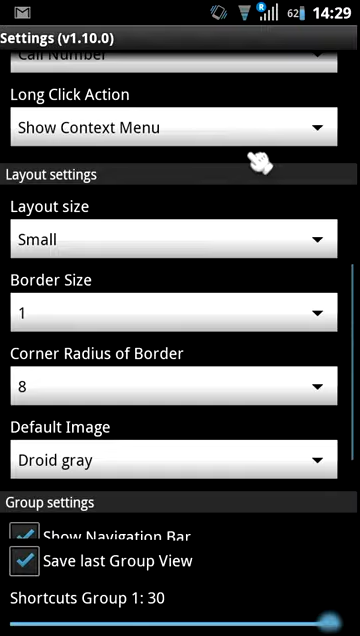 R
62
14:29
Settings (v1.10.0)
Call Number
Long Click Action
Show Context Menu
Layout settings
Layout size
Small
Border Size
1
Corner Radius of Border
8
Default Image
Droid gray
Group settings
Show Navigation Bar
Save last Group View
Shortcuts Group 1: 30